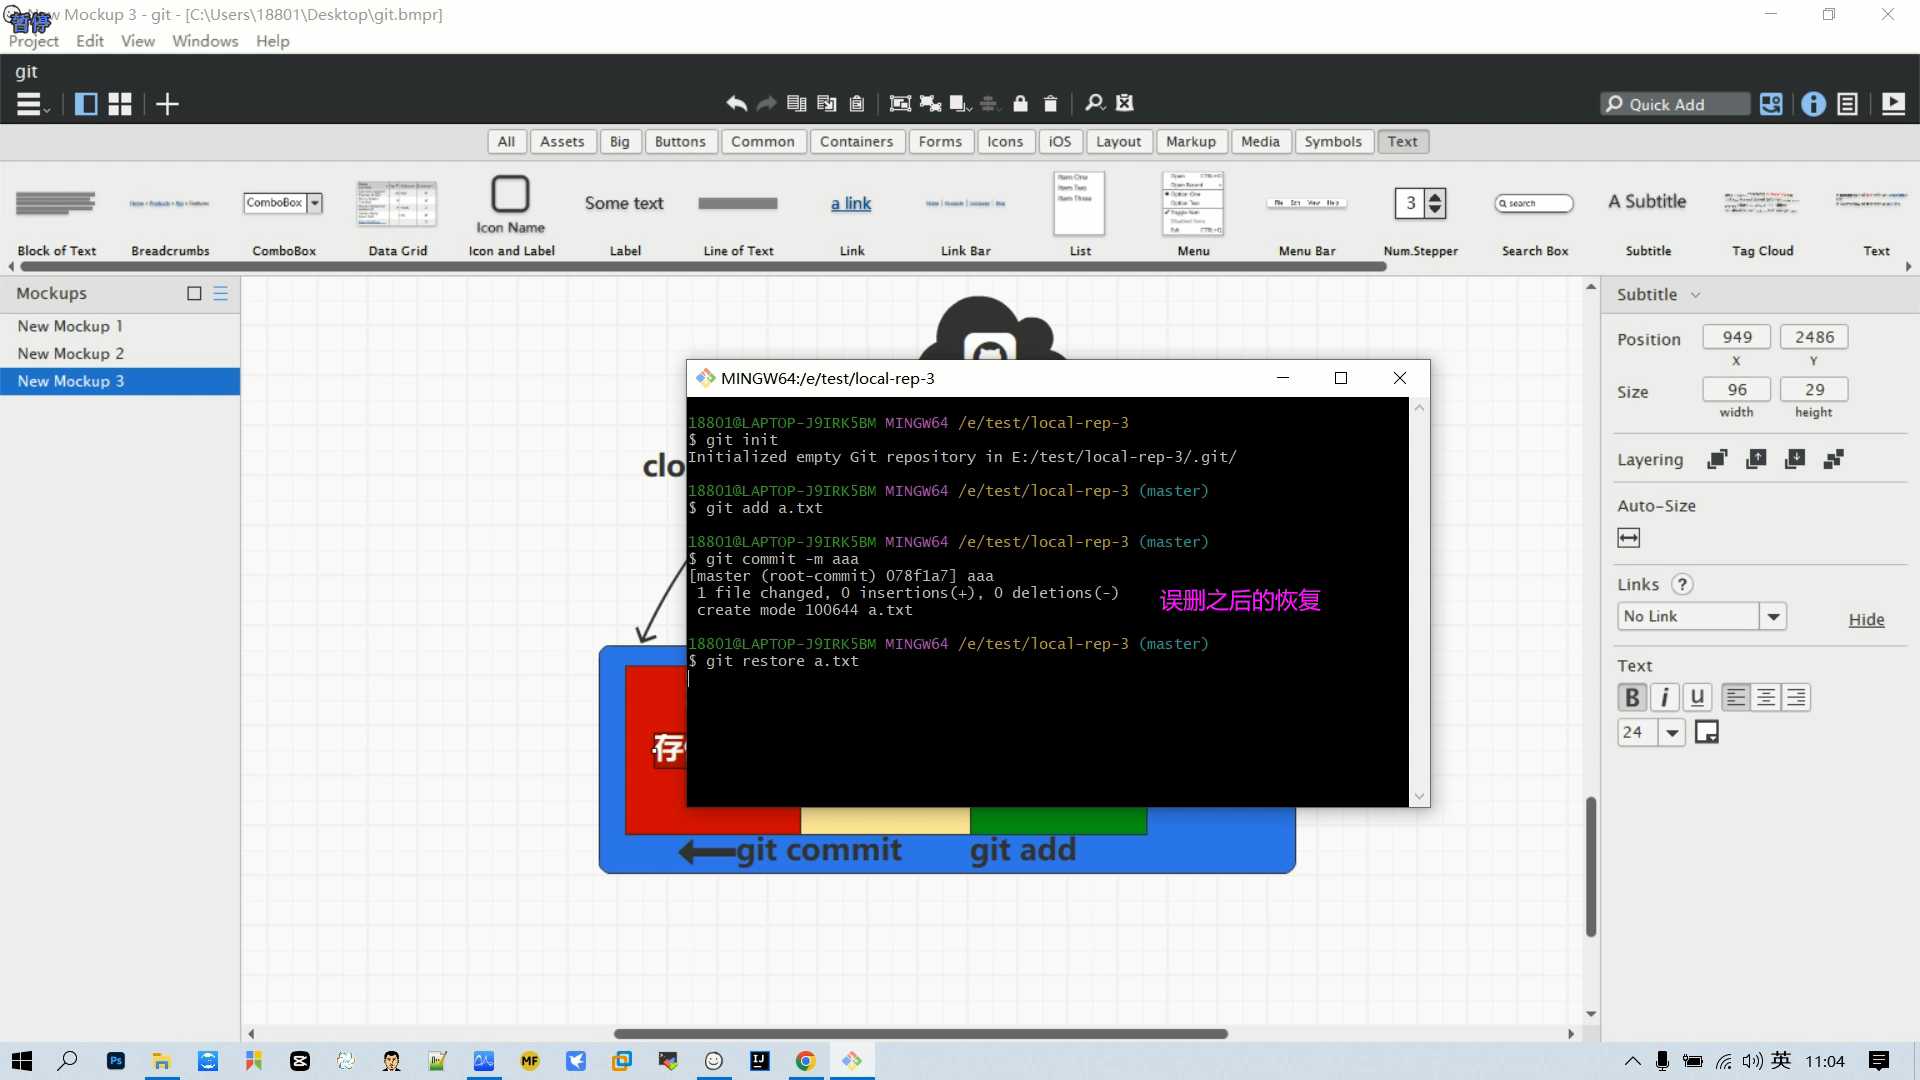 New Mockup 3 - git - [C:\Users\18801\Desktop\git.bmpr]
暂停
Project Edit View Windows Help
git
Quick Add
All Assets Big Buttons Common Containers Forms Icons iOS Layout Markup Media Symbols Text
ComboBox
Icon Name
Some text
a link
Item One
Item Two
Item Three
3
search
A Subtitle
Block of Text Breadcrumbs ComboBox Data Grid Icon and Label Label Line of Text Link Link Bar List Menu Menu Bar Num.Stepper Search Box Subtitle Tag Cloud Text
Mockups
New Mockup 1
New Mockup 2
New Mockup 3
clo
MINGW64:/e/test/local-rep-3
18801@LAPTOP-J9IRK5BM MINGW64 /e/test/local-rep-3
$ git init
Initialized empty Git repository in E:/test/local-rep-3/.git/
18801@LAPTOP-J9IRK5BM MINGW64 /e/test/local-rep-3 (master)
$ git add a.txt
18801@LAPTOP-J9IRK5BM MINGW64 /e/test/local-rep-3 (master)
$ git commit -m aaa
[master (root-commit) 078f1a7] aaa
1 file changed, 0 insertions(+), 0 deletions(-)
create mode 100644 a.txt
误删之后的恢复
18801@LAPTOP-J9IRK5BM MINGW64 /e/test/local-rep-3 (master)
$ git restore a.txt
存
git commit git add
Subtitle
Position 949 2486
X Y
Size 96 29
width height
Layering
Auto-Size
Links ?
No Link Hide
Text
B i U
24
Ps
MF
IJ
英 11:04